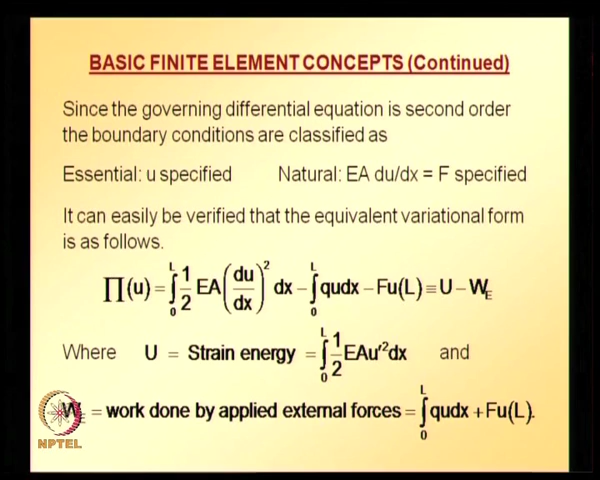 BASIC FINITE ELEMENT CONCEPTS (Continued)
Since the governing differential equation is second order
the boundary conditions are classified as
Essential: u specified Natural: EA du/dx = F specified
It can easily be verified that the equivalent variational form
is as follows.
∏(u) = ∫₀ᴸ 1/2 EA(du/dx)² dx − ∫₀ᴸ qudx − Fu(L) ≡ U − W_E
Where U = Strain energy = ∫₀ᴸ 1/2 EAu'²dx and
W_E = work done by applied external forces = ∫₀ᴸ qudx + Fu(L).
NPTEL